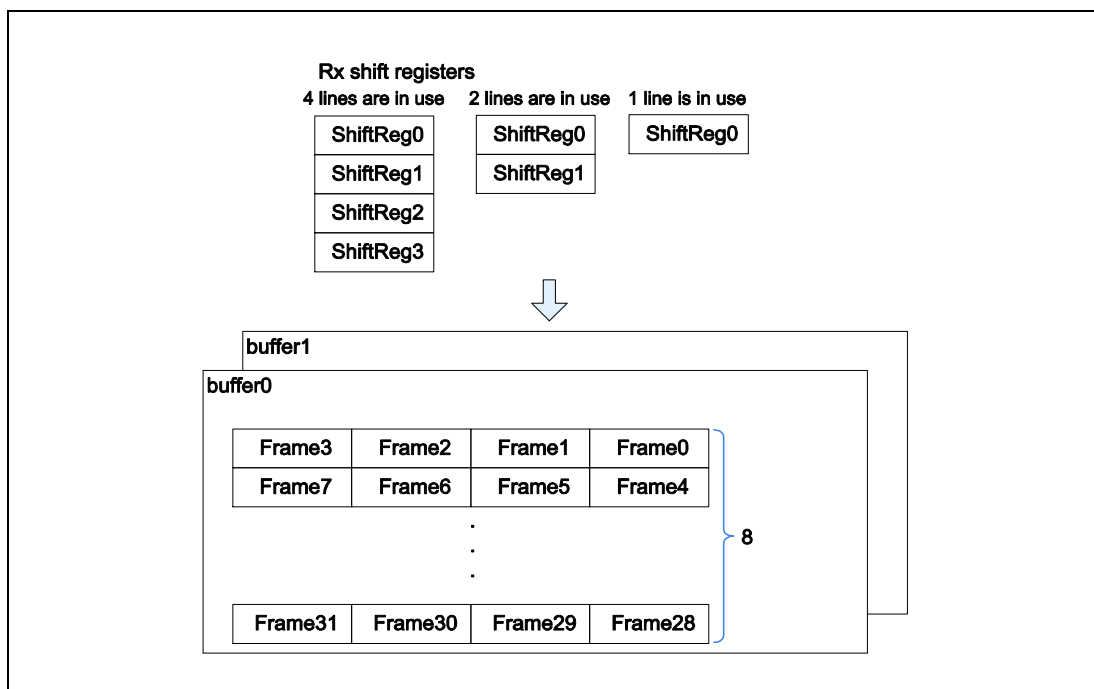 Rx shift registers
4 lines are in use 2 lines are in use 1 line is in use
ShiftReg0 ShiftReg0 ShiftReg0
ShiftReg1 ShiftReg1
ShiftReg2
ShiftReg3
buffer1
buffer0
Frame3 Frame2 Frame1 Frame0
Frame7 Frame6 Frame5 Frame4
8
Frame31 Frame30 Frame29 Frame28